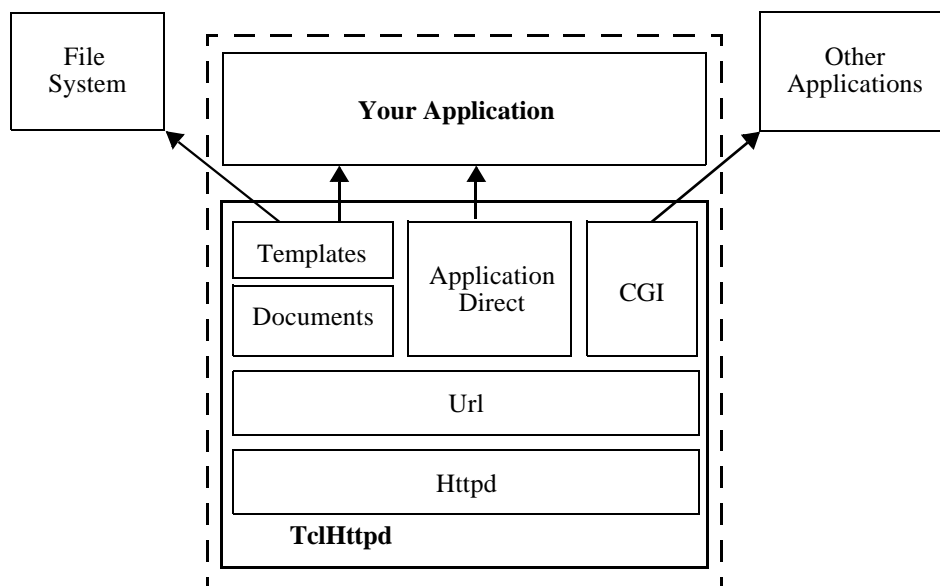 File
System
Other
Applications
Your Application
Templates
Documents
Application
Direct
CGI
Url
Httpd
TclHttpd